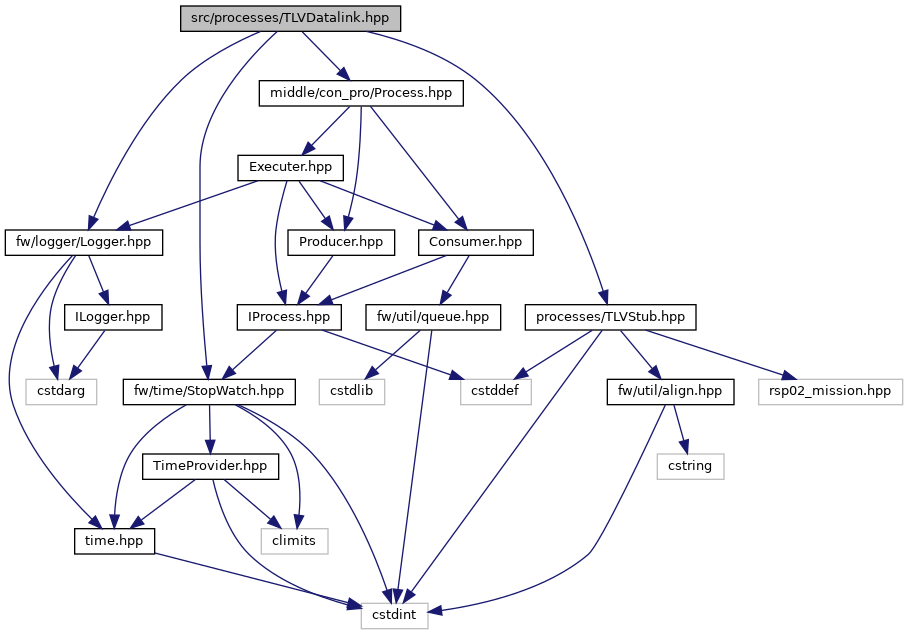 src/processes/TLVDatalink.hpp
middle/con_pro/Process.hpp
Executer.hpp
fw/logger/Logger.hpp
Producer.hpp
Consumer.hpp
ILogger.hpp
IProcess.hpp
fw/util/queue.hpp
processes/TLVStub.hpp
cstdarg
fw/time/StopWatch.hpp
cstdlib
cstddef
fw/util/align.hpp
rsp02_mission.hpp
TimeProvider.hpp
cstring
time.hpp
climits
cstdint